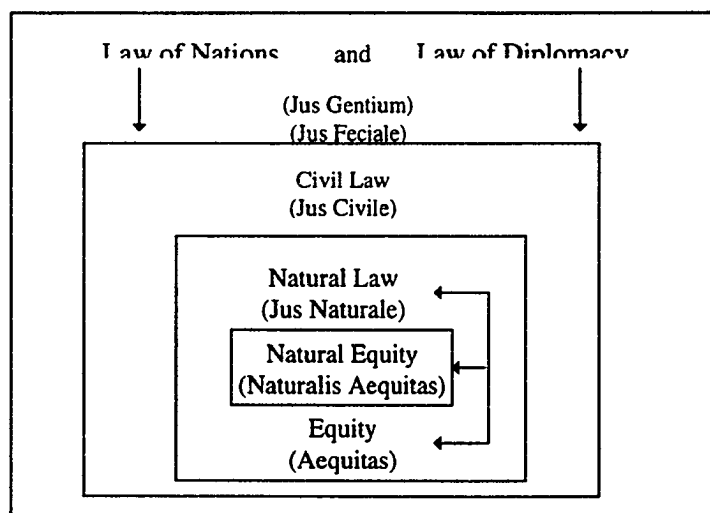 Law of Nations and Law of Diplomacy
(Jus Gentium)
(Jus Feciale)
Civil Law
(Jus Civile)
Natural Law
(Jus Naturale)
Natural Equity
(Naturalis Aequitas)
Equity
(Aequitas)